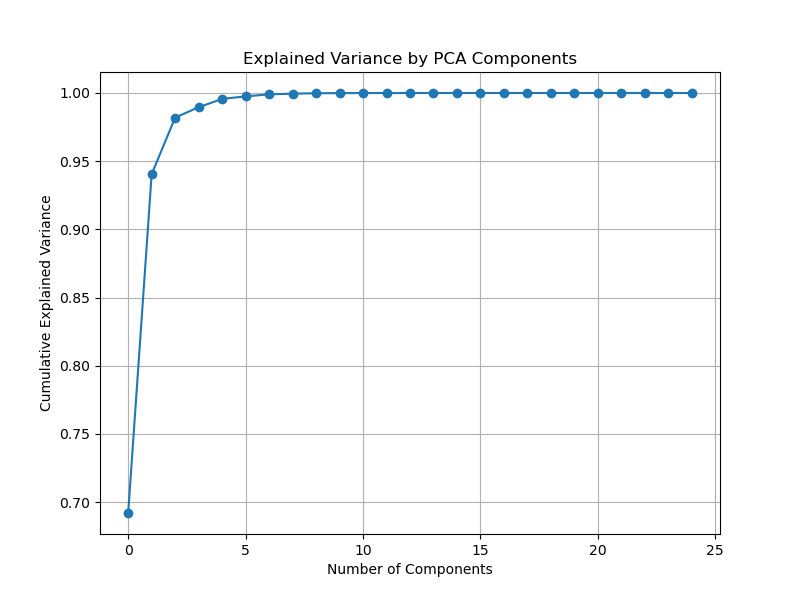 Explained Variance by PCA Components
1.00
0.95
0.90
0.85
0.80
0.75
0.70
Cumulative Explained Variance
0 5 10 15 20 25
Number of Components